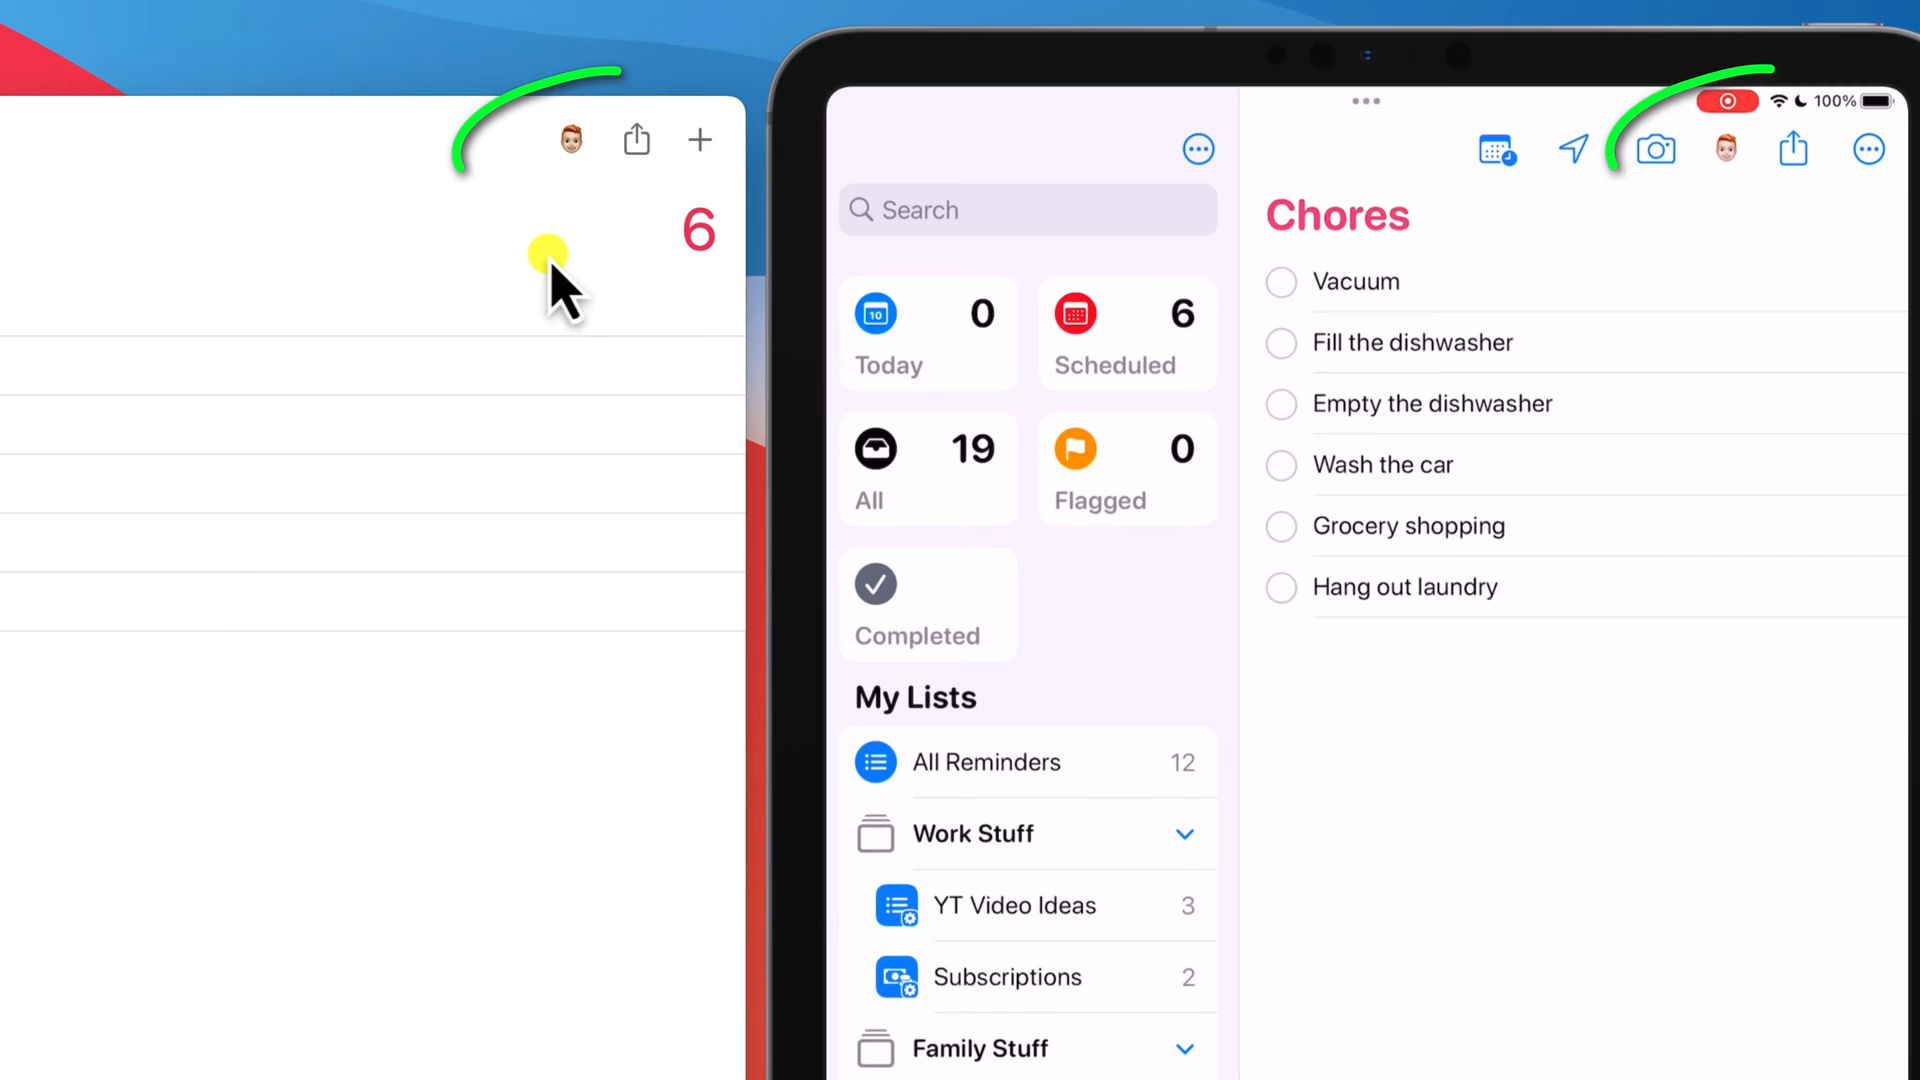 6
100%
Search
Chores
Vacuum
Fill the dishwasher
Empty the dishwasher
Wash the car
Grocery shopping
Hang out laundry
10
0
Today
6
Scheduled
19
All
0
Flagged
Completed
My Lists
All Reminders 12
Work Stuff
YT Video Ideas 3
Subscriptions 2
Family Stuff